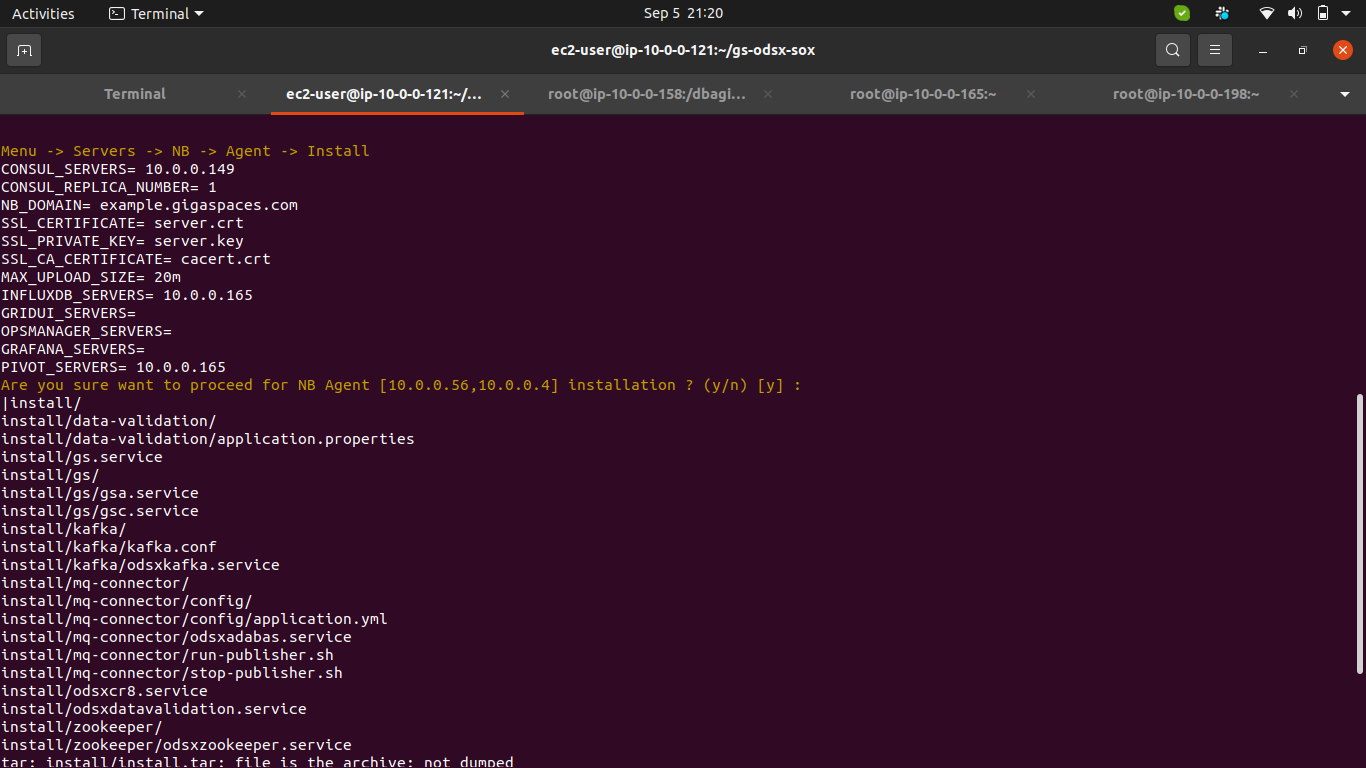 Activities
Terminal
Sep 5 21:20
ec2-user@ip-10-0-0-121:~/gs-odsx-sox
Terminal
ec2-user@ip-10-0-0-121:~/...
root@ip-10-0-0-158:/dbagi...
root@ip-10-0-0-165:~
root@ip-10-0-0-198:~
Menu -> Servers -> NB -> Agent -> Install
CONSUL_SERVERS= 10.0.0.149
CONSUL_REPLICA_NUMBER= 1
NB_DOMAIN= example.gigaspaces.com
SSL_CERTIFICATE= server.crt
SSL_PRIVATE_KEY= server.key
SSL_CA_CERTIFICATE= cacert.crt
MAX_UPLOAD_SIZE= 20m
INFLUXDB_SERVERS= 10.0.0.165
GRIDUI_SERVERS=
OPSMANAGER_SERVERS=
GRAFANA_SERVERS=
PIVOT_SERVERS= 10.0.0.165
Are you sure want to proceed for NB Agent [10.0.0.56,10.0.0.4] installation ? (y/n) [y] :
|install/
install/data-validation/
install/data-validation/application.properties
install/gs.service
install/gs/
install/gs/gsa.service
install/gs/gsc.service
install/kafka/
install/kafka/kafka.conf
install/kafka/odsxkafka.service
install/mq-connector/
install/mq-connector/config/
install/mq-connector/config/application.yml
install/mq-connector/odsxadabas.service
install/mq-connector/run-publisher.sh
install/mq-connector/stop-publisher.sh
install/odsxcr8.service
install/odsxdatavalidation.service
install/zookeeper/
install/zookeeper/odsxzookeeper.service
tar: install/install.tar: file is the archive; not dumped